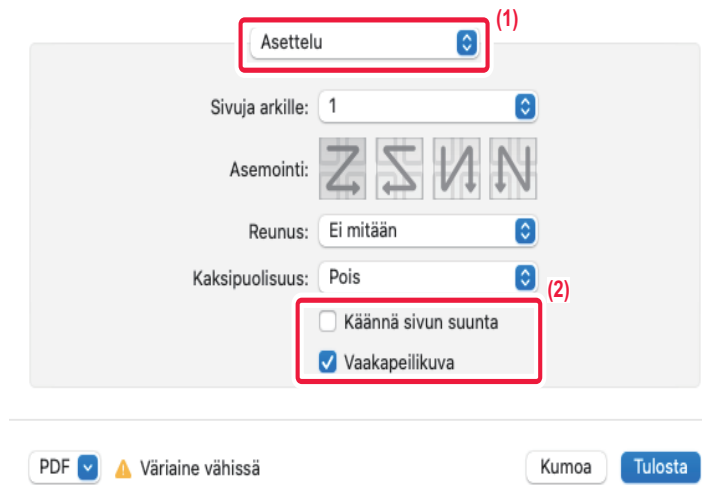 (1)
Asettelu
Sivuja arkille: 1
Asemointi:
Reunus: Ei mitään
Kaksipuolisuus: Pois
(2)
Käännä sivun suunta
Vaakapeilikuva
PDF Väriaine vähissä Kumoa Tulosta